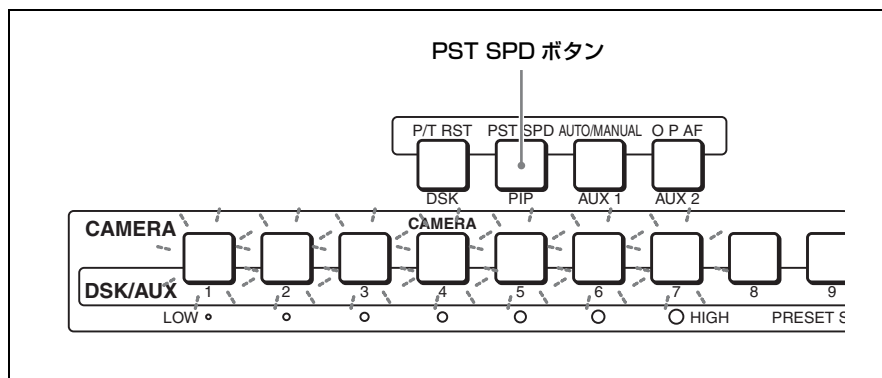 PST SPD ボタン
P/T RST PST SPD AUTO/MANUAL O P AF
DSK PIP AUX 1 AUX 2
CAMERA
CAMERA
DSK/AUX 1 2 3 4 5 6 7 8 9
LOW HIGH PRESET S